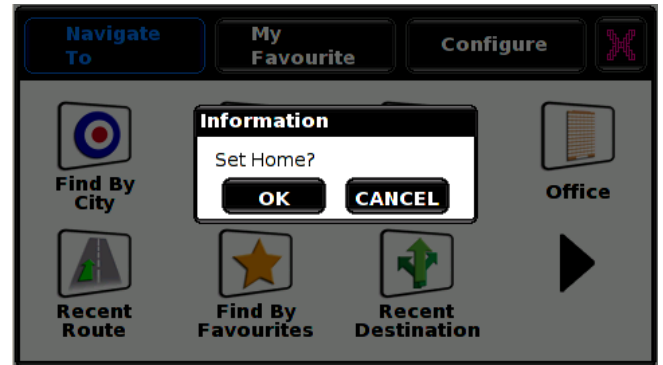 Navigate
To
My
Favourite
Configure
Information
Set Home?
OK
CANCEL
Find By
City
Office
Recent
Route
Find By
Favourites
Recent
Destination